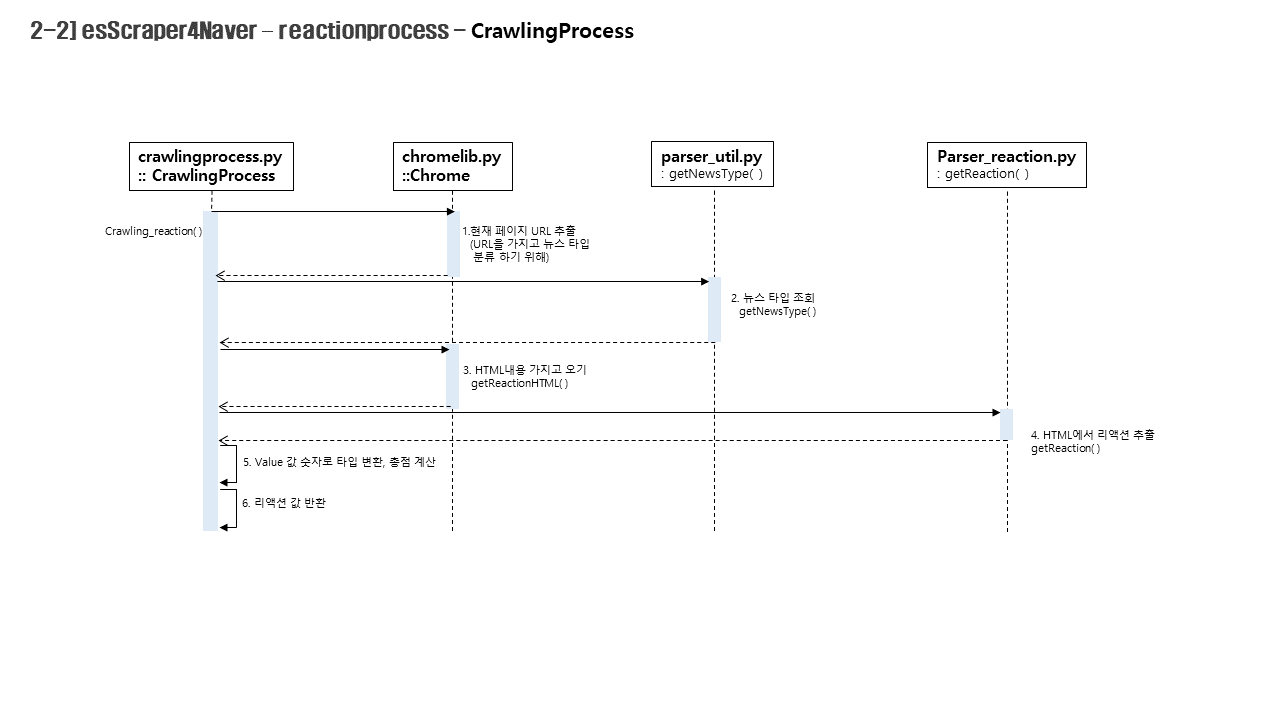 2-2] esScraper4Naver – reactionprocess – CrawlingProcess
crawlingprocess.py
:: CrawlingProcess
chromelib.py
::Chrome
parser_util.py
: getNewsType( )
Parser_reaction.py
: getReaction( )
Crawling_reaction( )
1.현재 페이지 URL 추출
(URL을 가지고 뉴스 타입
분류 하기 위해)
2. 뉴스 타입 조회
getNewsType( )
3. HTML내용 가지고 오기
getReactionHTML( )
4. HTML에서 리액션 추출
getReaction( )
5. Value 값 숫자로 타입 변환, 총점 계산
6. 리액션 값 반환